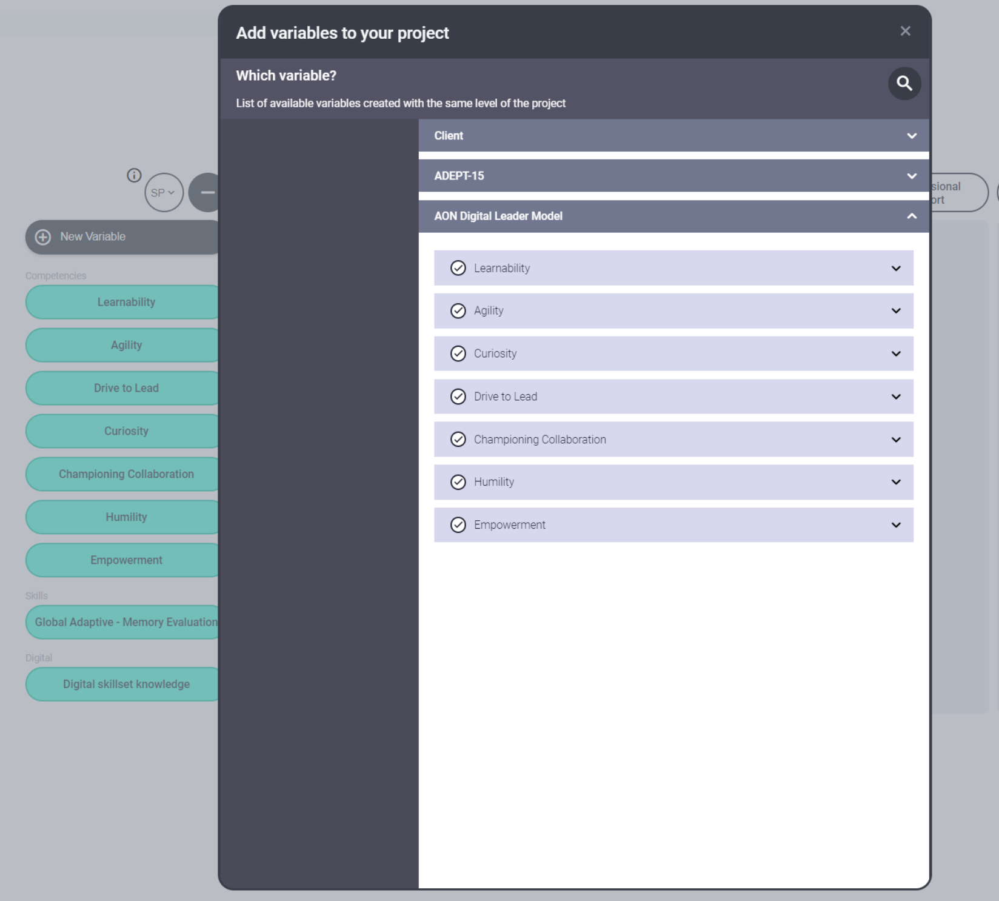 Add variables to your project
Which variable?
List of available variables created with the same level of the project
Client
ADEPT-15
AON Digital Leader Model
Learnability
Agility
Curiosity
Drive to Lead
Championing Collaboration
Humility
Empowerment
SP
New Variable
Competencies
Learnability
Agility
Drive to Lead
Curiosity
Championing Collaboration
Humility
Empowerment
Skills
Global Adaptive - Memory Evaluation
Digital
Digital skillset knowledge
sional
ort